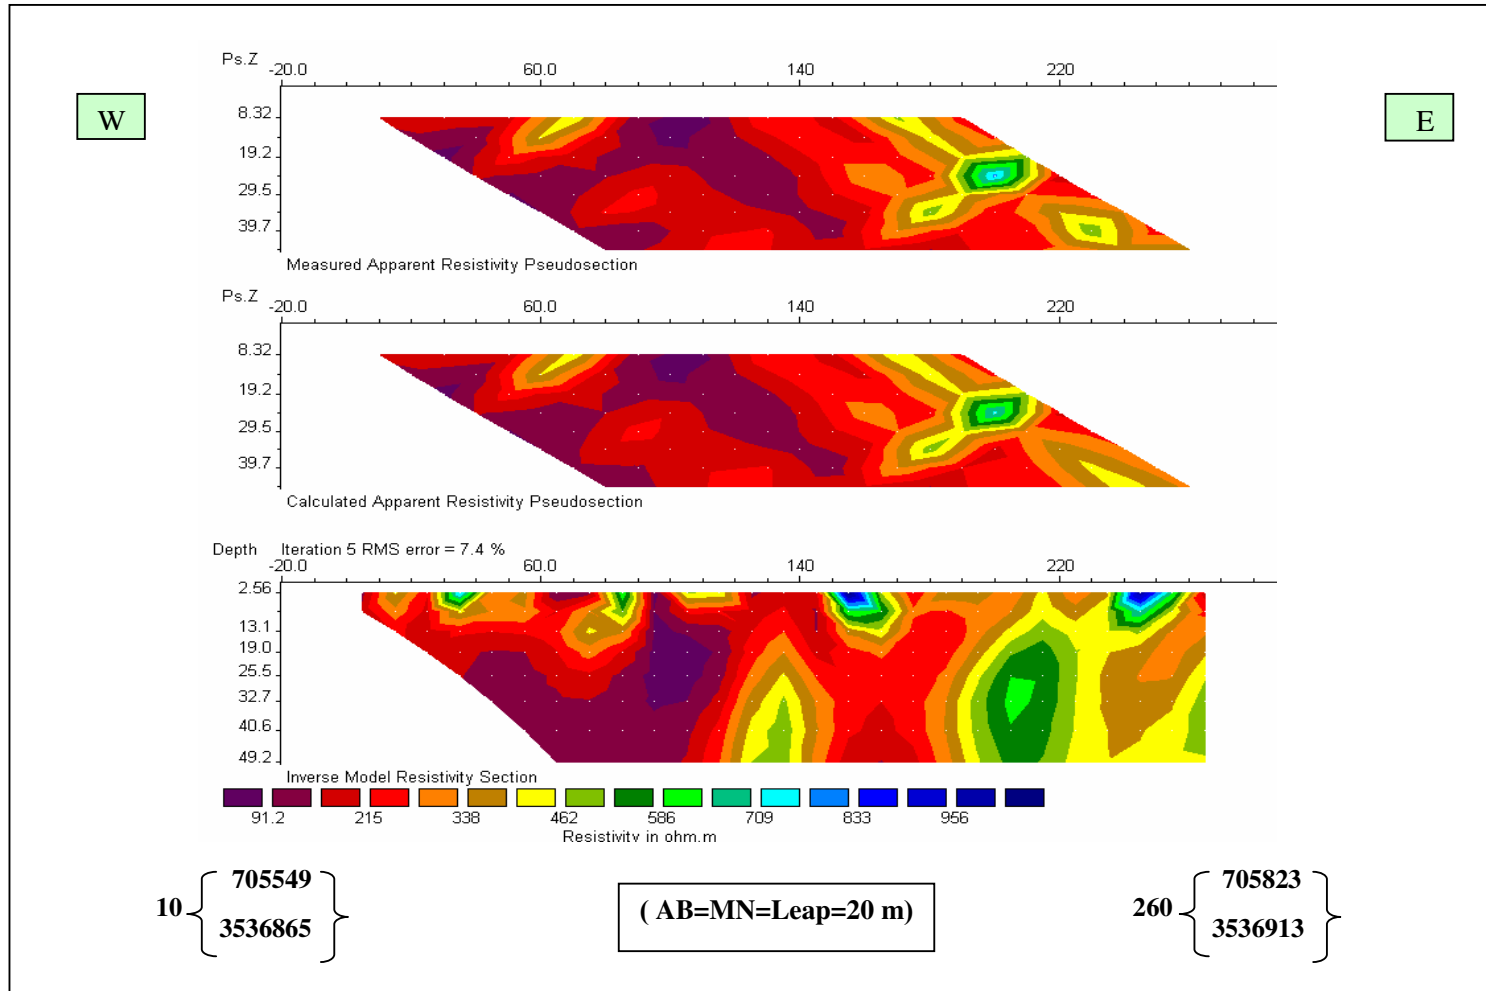 Ps.Z
-20.0 60.0 140 220
W
E
8.32
19.2
29.5
39.7
Measured Apparent Resistivity Pseudosection
Ps.Z
-20.0 60.0 140 220
8.32
19.2
29.5
39.7
Calculated Apparent Resistivity Pseudosection
Depth Iteration 5 RMS error = 7.4 %
-20.0 60.0 140 220
2.56
13.1
19.0
25.5
32.7
40.6
49.2
Inverse Model Resistivity Section
91.2 215 338 462 586 709 833 956
Resistivity in ohm.m
10 { 705549
3536865 }
( AB=MN=Leap=20 m)
260 { 705823
3536913 }